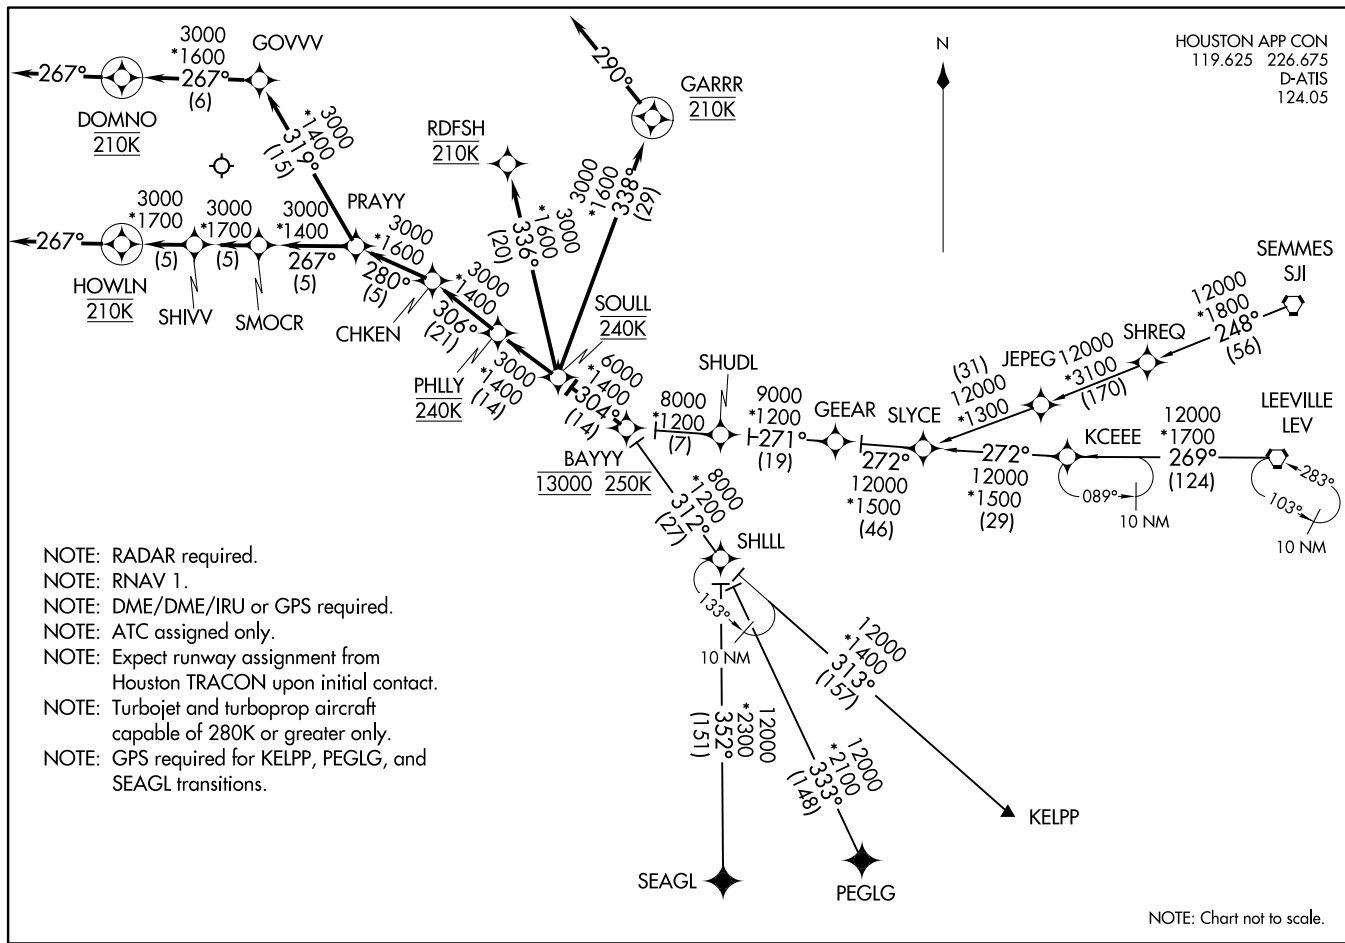 HOUSTON APP CON
119.625 226.675
D-ATIS
124.05
N
3000
*1600
267°
(6)
GOVVV
267°
DOMNO
210K
3000
*1400
319°
(15)
290°
GARRR
210K
RDFSH
210K
3000
*1600
336°
(20)
3000
*1600
338°
(29)
PRAYY
3000
*1700
(5)
3000
*1700
(5)
3000
*1400
267°
(5)
267°
HOWLN
210K
SHIVV
SMOCR
3000
*1600
280°
(5)
CHKEN
3000
*1400
306°
(21)
PHLLY
240K
3000
*1400
(14)
SOULL
240K
6000
*1400
304°
(14)
BAYYY
13000 250K
SHUDL
8000
*1200
(7)
9000
*1200
271°
(19)
GEEAR
SLYCE
272°
12000
*1500
(46)
(31)
12000
*1300
JEPEG
12000
*3100
(170)
SHREQ
12000
*1800
248°
(56)
SEMMES
SJI
272°
12000
*1500
(29)
KCEEE
089°
10 NM
12000
*1700
269°
(124)
LEEVILLE
LEV
283°
103°
10 NM
8000
*1200
312°
(27)
SHLLL
133°
10 NM
12000
*1400
313°
(157)
KELPP
12000
*2300
352°
(151)
SEAGL
12000
*2100
333°
(148)
PEGLG
NOTE: RADAR required.
NOTE: RNAV 1.
NOTE: DME/DME/IRU or GPS required.
NOTE: ATC assigned only.
NOTE: Expect runway assignment from
Houston TRACON upon initial contact.
NOTE: Turbojet and turboprop aircraft
capable of 280K or greater only.
NOTE: GPS required for KELPP, PEGLG, and
SEAGL transitions.
NOTE: Chart not to scale.